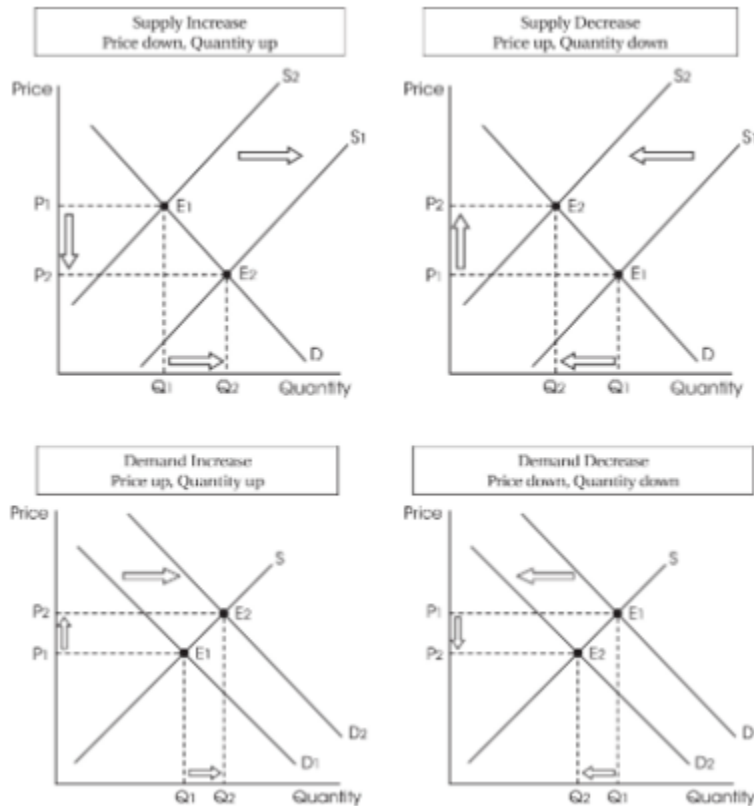 Supply Increase
Price down, Quantity up
Price
S2
S1
P1
E1
P2
E2
D
Q1
Q2
Quantity
Supply Decrease
Price up, Quantity down
Price
S2
S1
P2
E2
P1
E1
D
Q2
Q1
Quantity
Demand Increase
Price up, Quantity up
Price
S
P2
E2
P1
E1
D2
D1
Q1
Q2
Quantity
Demand Decrease
Price down, Quantity down
Price
S
P1
E1
P2
E2
D
D2
Q2
Q1
Quantity